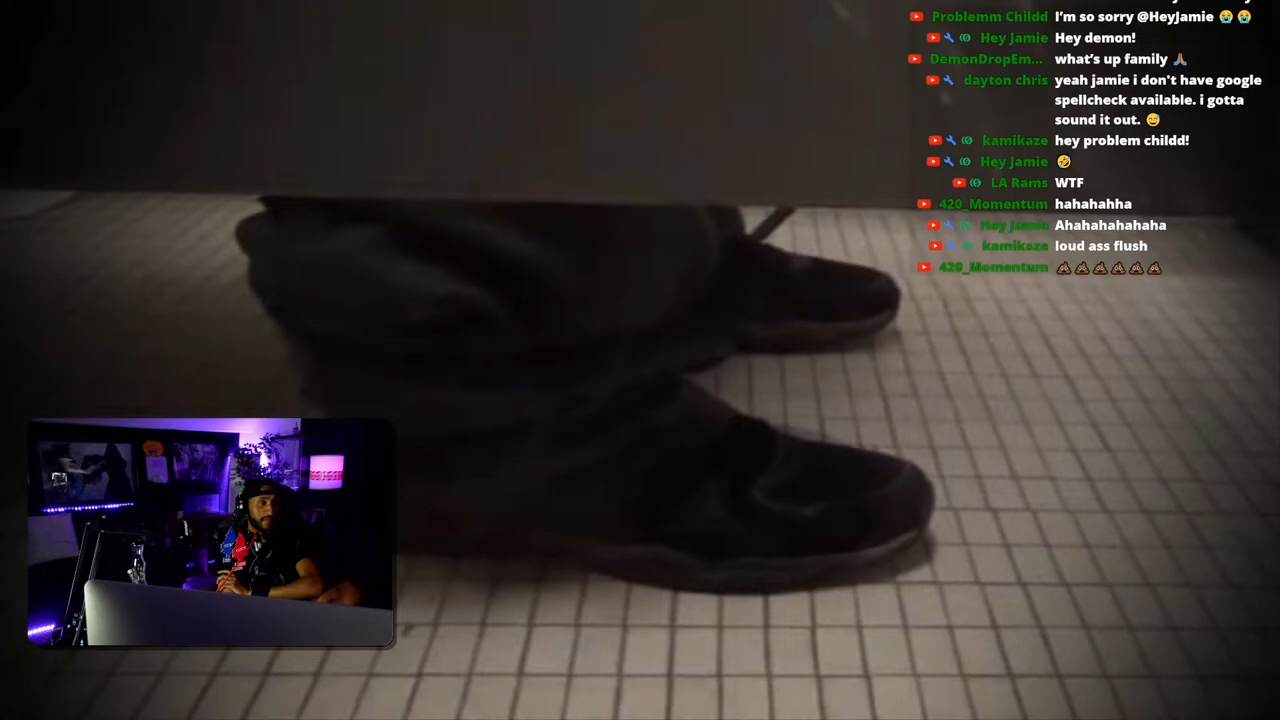 Problemm Childd I’m so sorry @HeyJamie 😭 😭
Hey Jamie Hey demon!
DemonDropEm... what’s up family 🙏🏽
dayton chris yeah jamie i don't have google
spellcheck available. i gotta
sound it out. 😅
kamikaze hey problem childd!
Hey Jamie 🤣
LA Rams WTF
420_Momentum hahahahha
Hey Jamie Ahahahahahaha
kamikaze loud ass flush
420_Momentum 💩💩💩💩💩💩